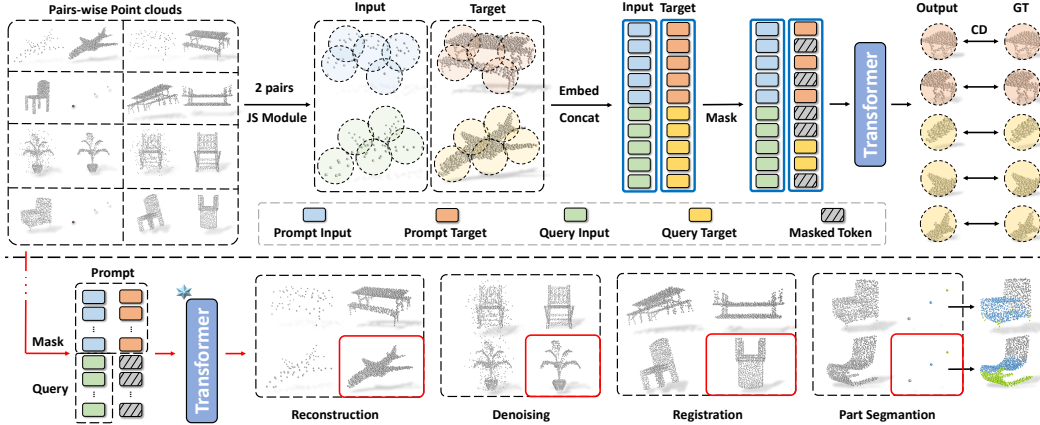 Pairs-wise Point clouds
Input
Target
Input Target
Output
GT
CD
2 pairs
JS Module
Embed
Concat
Mask
Transformer
Prompt Input
Prompt Target
Query Input
Query Target
Masked Token
Prompt
Mask
Query
Transformer
Reconstruction
Denoising
Registration
Part Segmantion